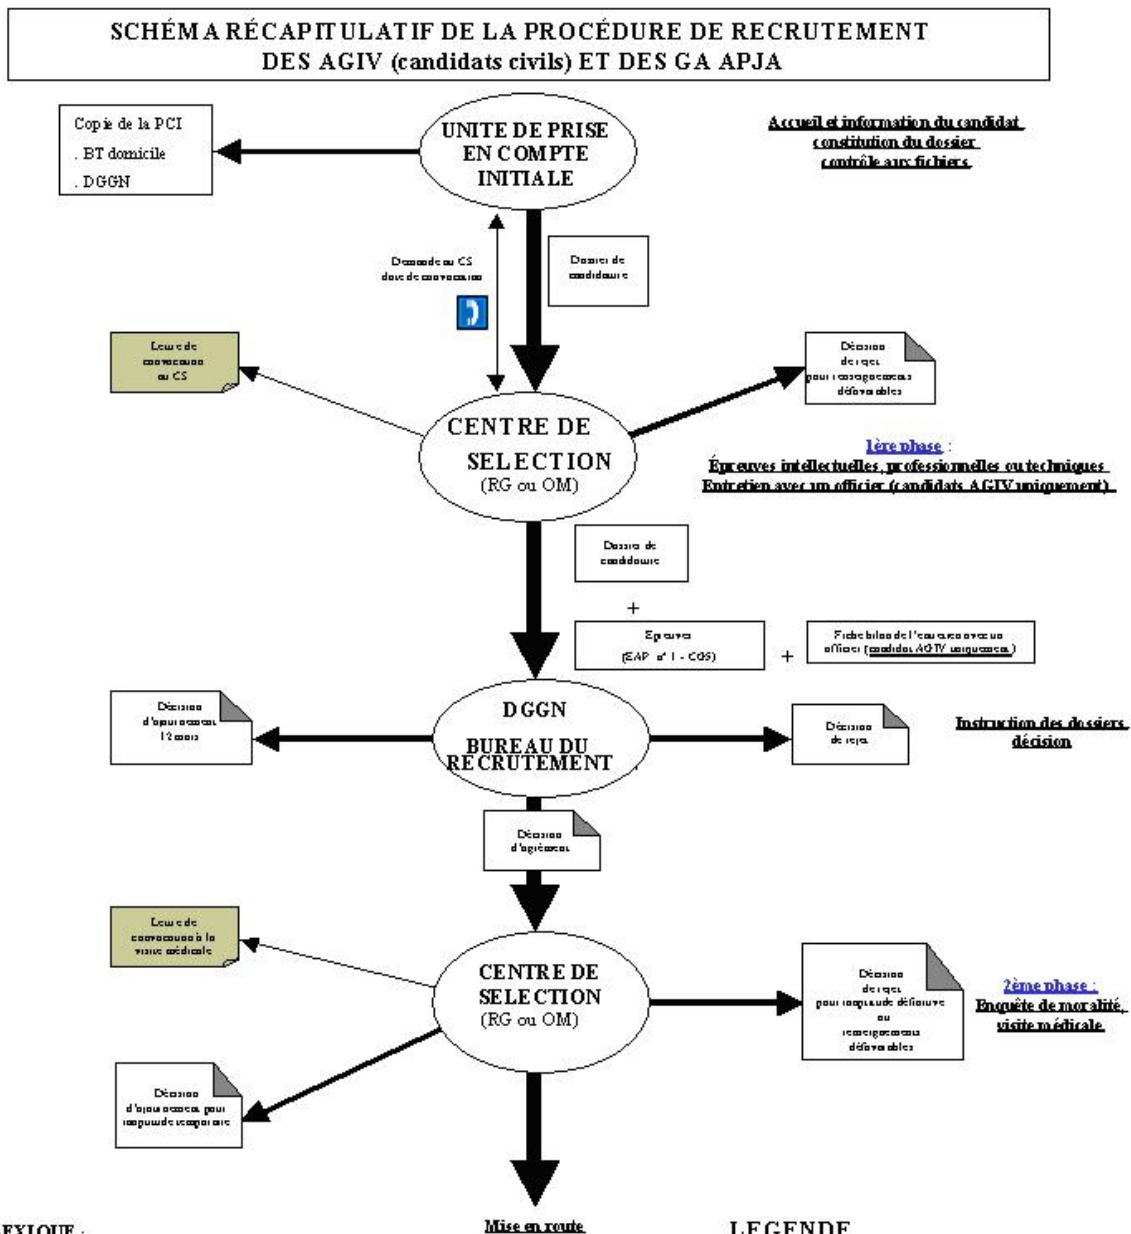 SCHÉMA RÉCAPITULATIF DE LA PROCÉDURE DE RECRUTEMENT
DES AGIV (candidats civils) ET DES GA APJA
Copie de la PCI
. BT domicile
. DGGN
UNITE DE PRISE
EN COMPTE
INITIALE
Accueil et information du candidat
constitution du dossier
contrôle aux fichiers
Demande au CS
date de convocation
Dossier de
candidature
Lettre de
convocation
au CS
Décision
de rejet
pour renseignements
défavorables
CENTRE DE
SELECTION
(RG ou OM)
1ère phase :
Épreuves intellectuelles, professionnelles ou techniques
Entretien avec un officier (candidats AGIV uniquement)
Dossier de
candidature
+
Epreuves
(EAP n° 1 - CGS)
+
Fiche bilan de l'entretien avec un
officier (candidat AGIV uniquement)
Décision
d'ajournement
12 mois
DGGN
BUREAU DU
RECRUTEMENT
Décision
de rejet
Instruction des dossiers
décision
Décision
d'agrément
Lettre de
convocation à la
visite médicale
CENTRE DE
SELECTION
(RG ou OM)
Décision
de rejet
pour inaptitude définitive
ou
renseignements
défavorables
2ème phase :
Enquête de moralité,
visite médicale
Décision
d'ajournement pour
inaptitude temporaire
Mise en route
LEXIQUE :
LEGENDE